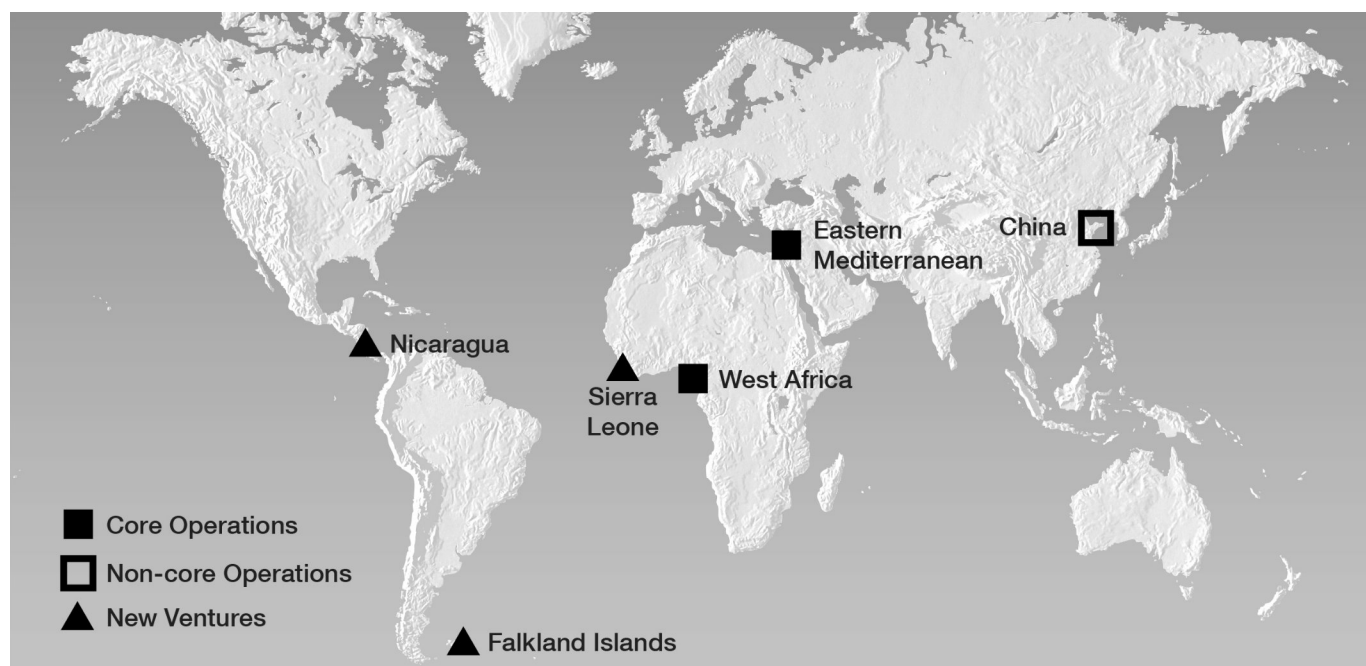 Eastern
Mediterranean
China
Nicaragua
Sierra
Leone
West Africa
Core Operations
Non-core Operations
New Ventures
Falkland Islands